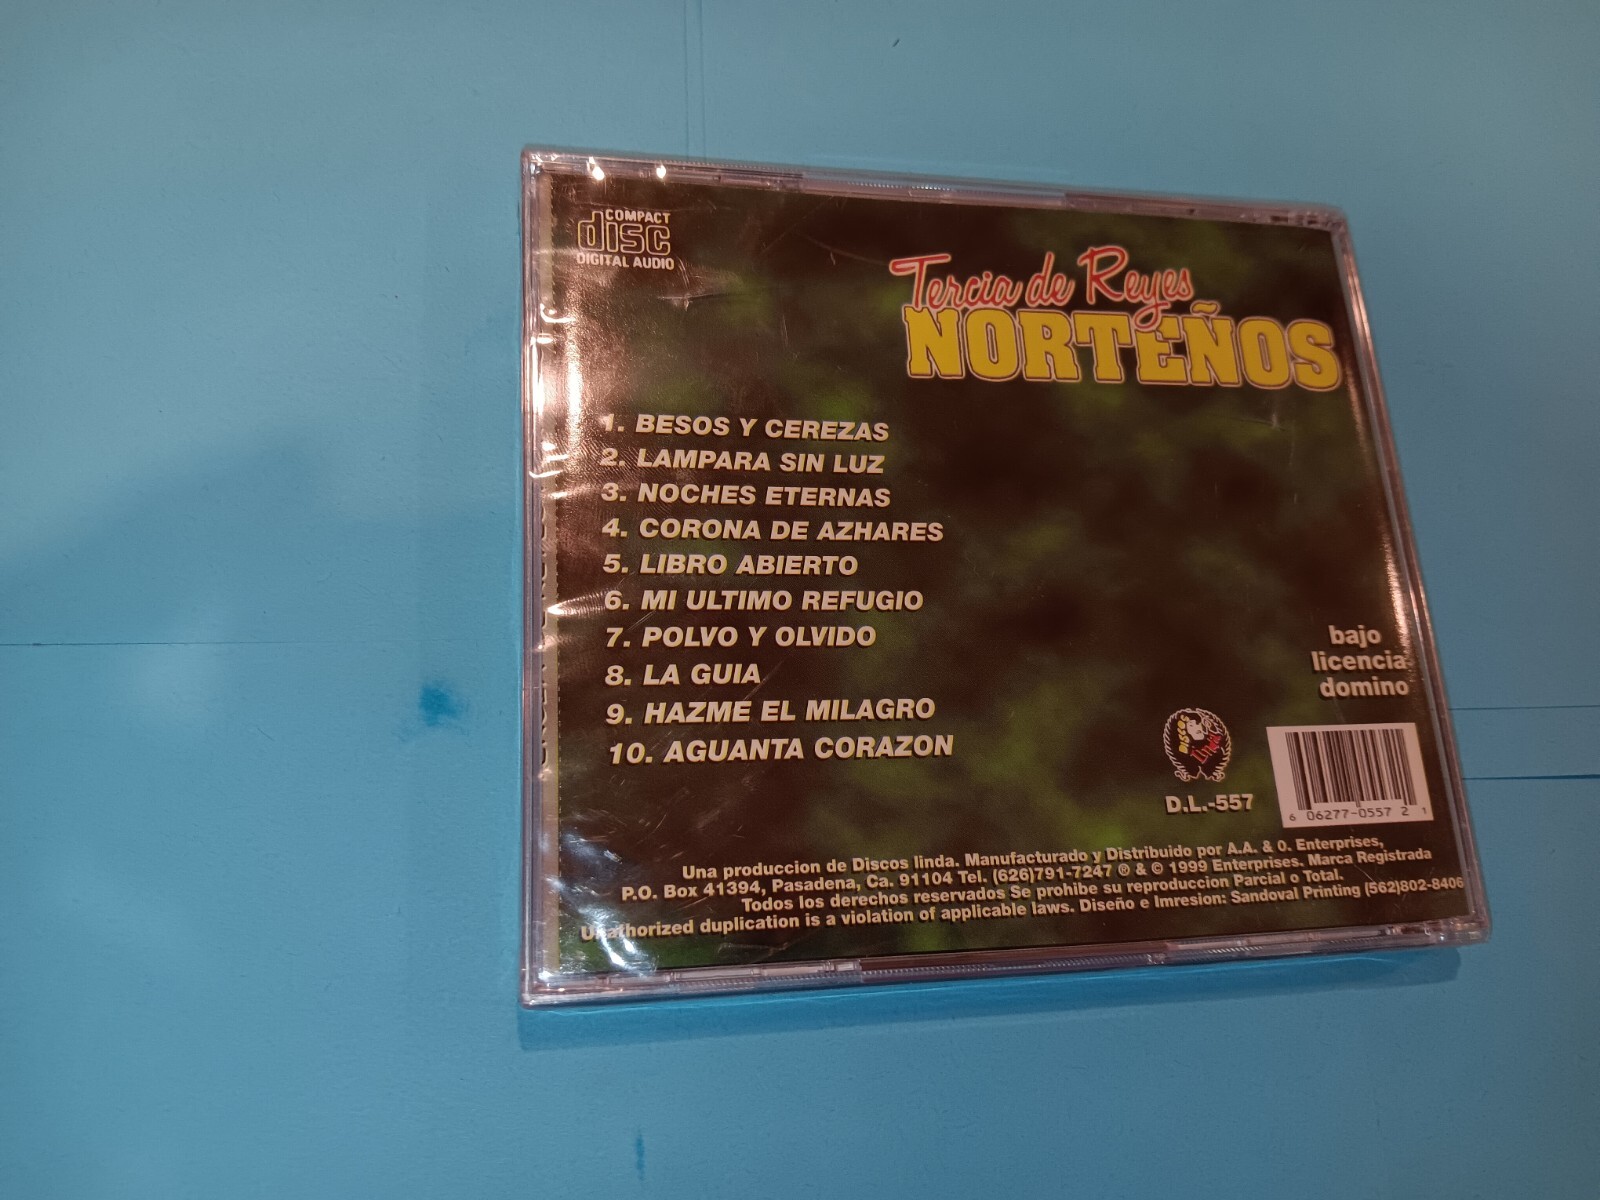 COMPACT
disc
DIGITAL AUDIO
Tercia de Reyes
NORTEÑOS
1. BESOS Y CEREZAS
2. LAMPARA SIN LUZ
3. NOCHES ETERNAS
4. CORONA DE AZHARES
5. LIBRO ABIERTO
6. MI ULTIMO REFUGIO
7. POLVO Y OLVIDO
8. LA GUIA
9. HAZME EL MILAGRO
10. AGUANTA CORAZON
bajo
licencia
domino
DISCOS
Linda
D.L.-557
6 06277-0557 2 1
Una produccion de Discos linda. Manufacturado y Distribuido por A.A. & O. Enterprises,
P.O. Box 41394, Pasadena, Ca. 91104 Tel. (626)791-7247 ℗ & © 1999 Enterprises. Marca Registrada
Todos los derechos reservados Se prohibe su reproduccion Parcial o Total.
Unathorized duplication is a violation of applicable laws. Diseño e Imresion: Sandoval Printing (562)802-8406